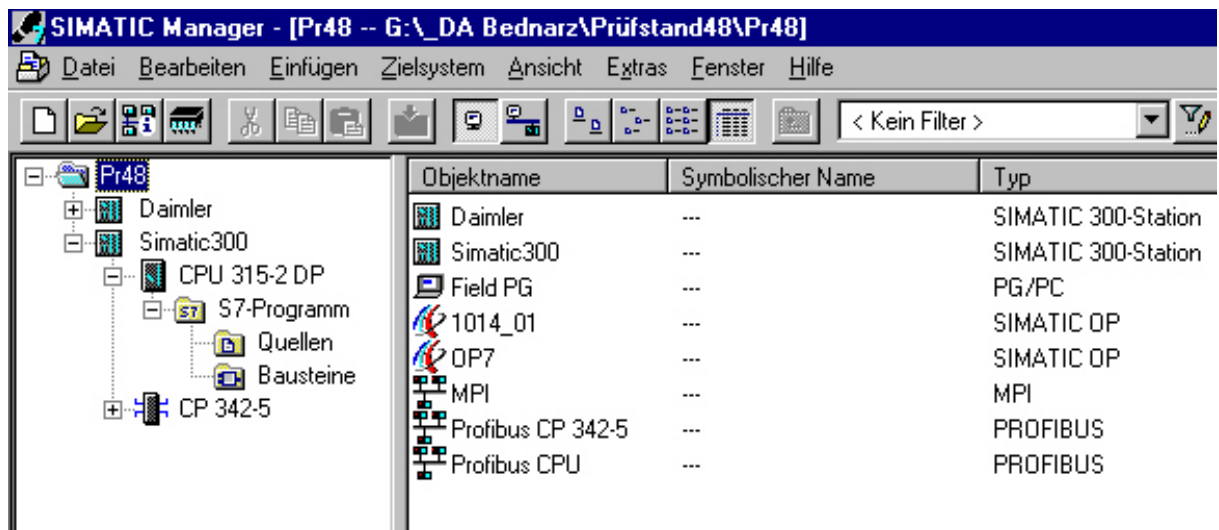 SIMATIC Manager - [Pr48 -- G:\_DA Bednarz\Prüfstand48\Pr48]
Datei Bearbeiten Einfügen Zielsystem Ansicht Extras Fenster Hilfe
< Kein Filter >
Pr48
Daimler
Simatic300
CPU 315-2 DP
S7-Programm
Quellen
Bausteine
CP 342-5
Objektname Symbolischer Name Typ
Daimler --- SIMATIC 300-Station
Simatic300 --- SIMATIC 300-Station
Field PG --- PG/PC
1014_01 --- SIMATIC OP
OP7 --- SIMATIC OP
MPI --- MPI
Profibus CP 342-5 --- PROFIBUS
Profibus CPU --- PROFIBUS